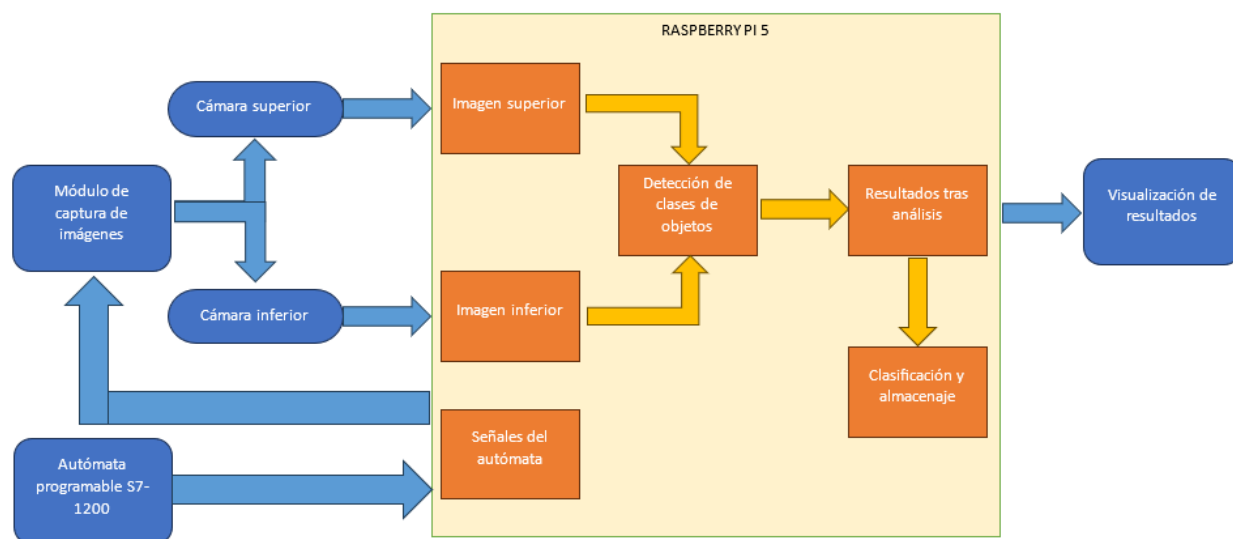 RASPBERRY PI 5
Cámara superior
Imagen superior
Módulo de
captura de
imágenes
Detección de
clases de
objetos
Resultados tras
análisis
Visualización de
resultados
Cámara inferior
Imagen inferior
Clasificación y
almacenaje
Señales del
autómata
Autómata
programable S7-
1200